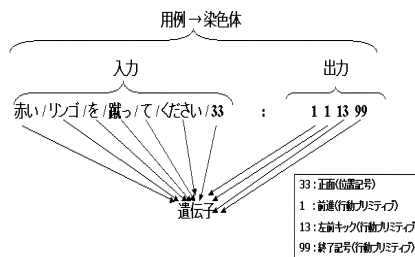 用例→染色体
入力 出力
赤い/リンゴ/を/蹴っ/て/ください/33 : 1 1 13 99
遺伝子
33:正面(位置記号)
1:前進(行動プリミティブ)
13:左前キック(行動プリミティブ)
99:終了記号(行動プリミティブ)